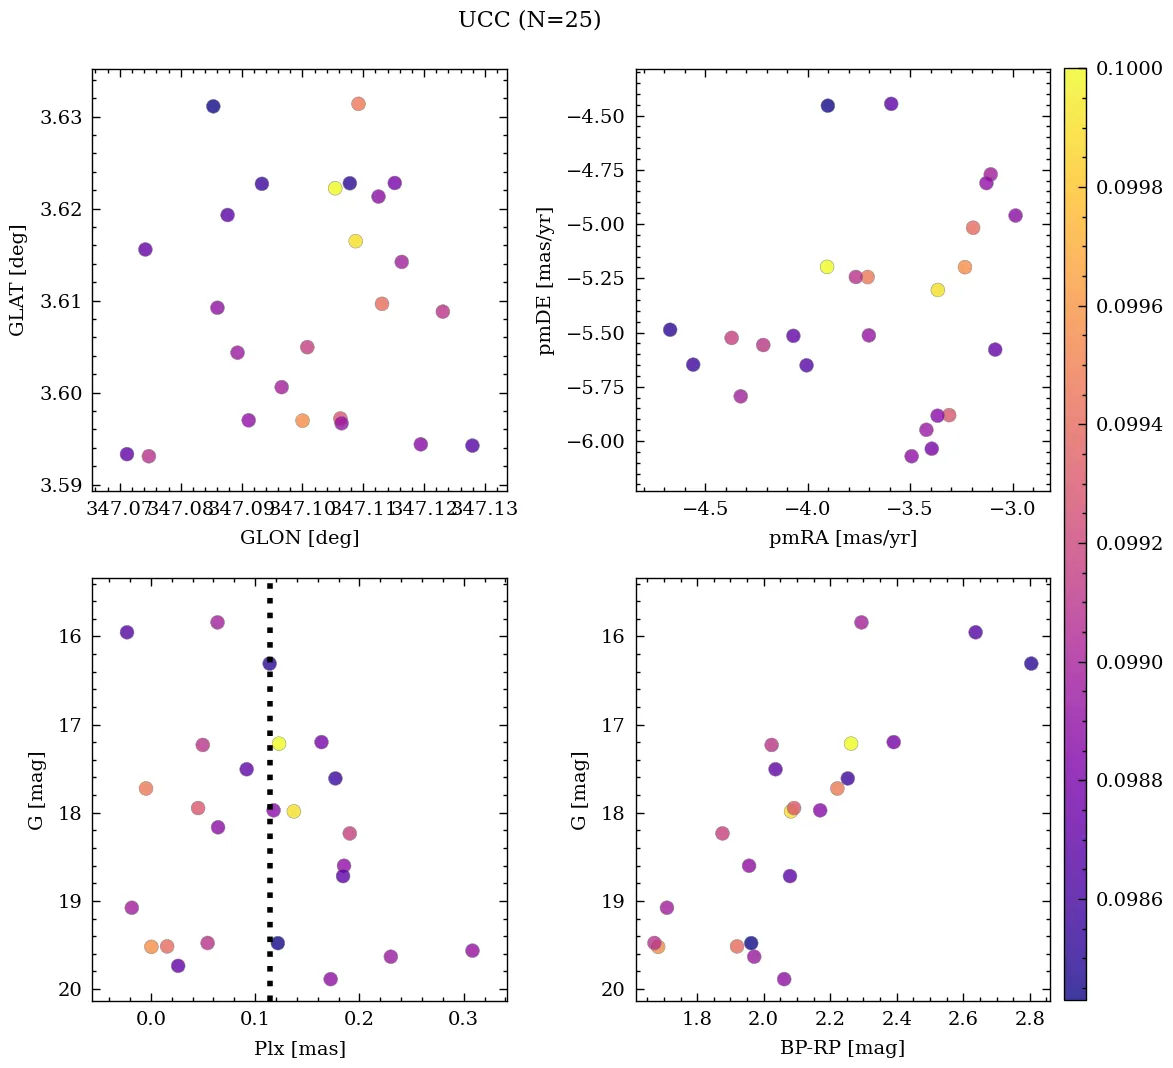 UCC (N=25)
3.63
3.62
3.61
3.60
3.59
GLAT [deg]
347.07 347.08 347.09 347.10 347.11 347.12 347.13
GLON [deg]
−4.50
−4.75
−5.00
−5.25
−5.50
−5.75
−6.00
pmDE [mas/yr]
−4.5 −4.0 −3.5 −3.0
pmRA [mas/yr]
16
17
18
19
20
G [mag]
0.0 0.1 0.2 0.3
Plx [mas]
16
17
18
19
20
G [mag]
1.8 2.0 2.2 2.4 2.6 2.8
BP-RP [mag]
0.1000
0.0998
0.0996
0.0994
0.0992
0.0990
0.0988
0.0986